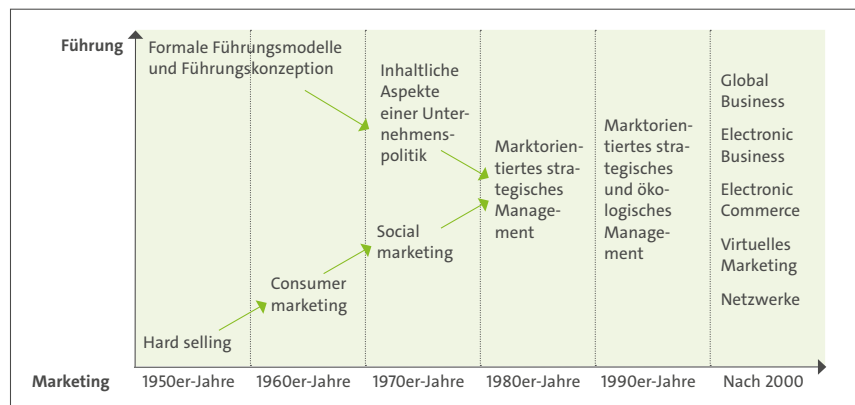 Führung
Formale Führungsmodelle
und Führungskonzeption
Inhaltliche
Aspekte
einer Unter-
nehmens-
politik
Marktorien-
tiertes stra-
tegisches
Manage-
ment
Marktorien-
tiertes stra-
tegisches
und öko-
logisches
Manage-
ment
Global
Business
Electronic
Business
Electronic
Commerce
Virtuelles
Marketing
Netzwerke
Social
marketing
Consumer
marketing
Hard selling
Marketing
1950er-Jahre
1960er-Jahre
1970er-Jahre
1980er-Jahre
1990er-Jahre
Nach 2000